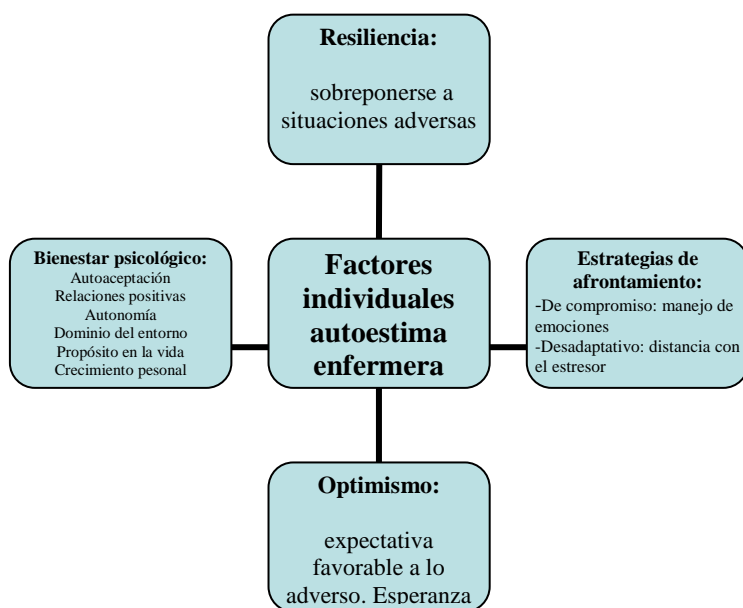 Resiliencia:
sobreponerse a
situaciones adversas
Bienestar psicológico:
Autoaceptación
Relaciones positivas
Autonomía
Dominio del entorno
Propósito en la vida
Crecimiento pesonal
Factores
individuales
autoestima
enfermera
Estrategias de
afrontamiento:
-De compromiso: manejo de
emociones
-Desadaptativo: distancia con
el estresor
Optimismo:
expectativa
favorable a lo
adverso. Esperanza